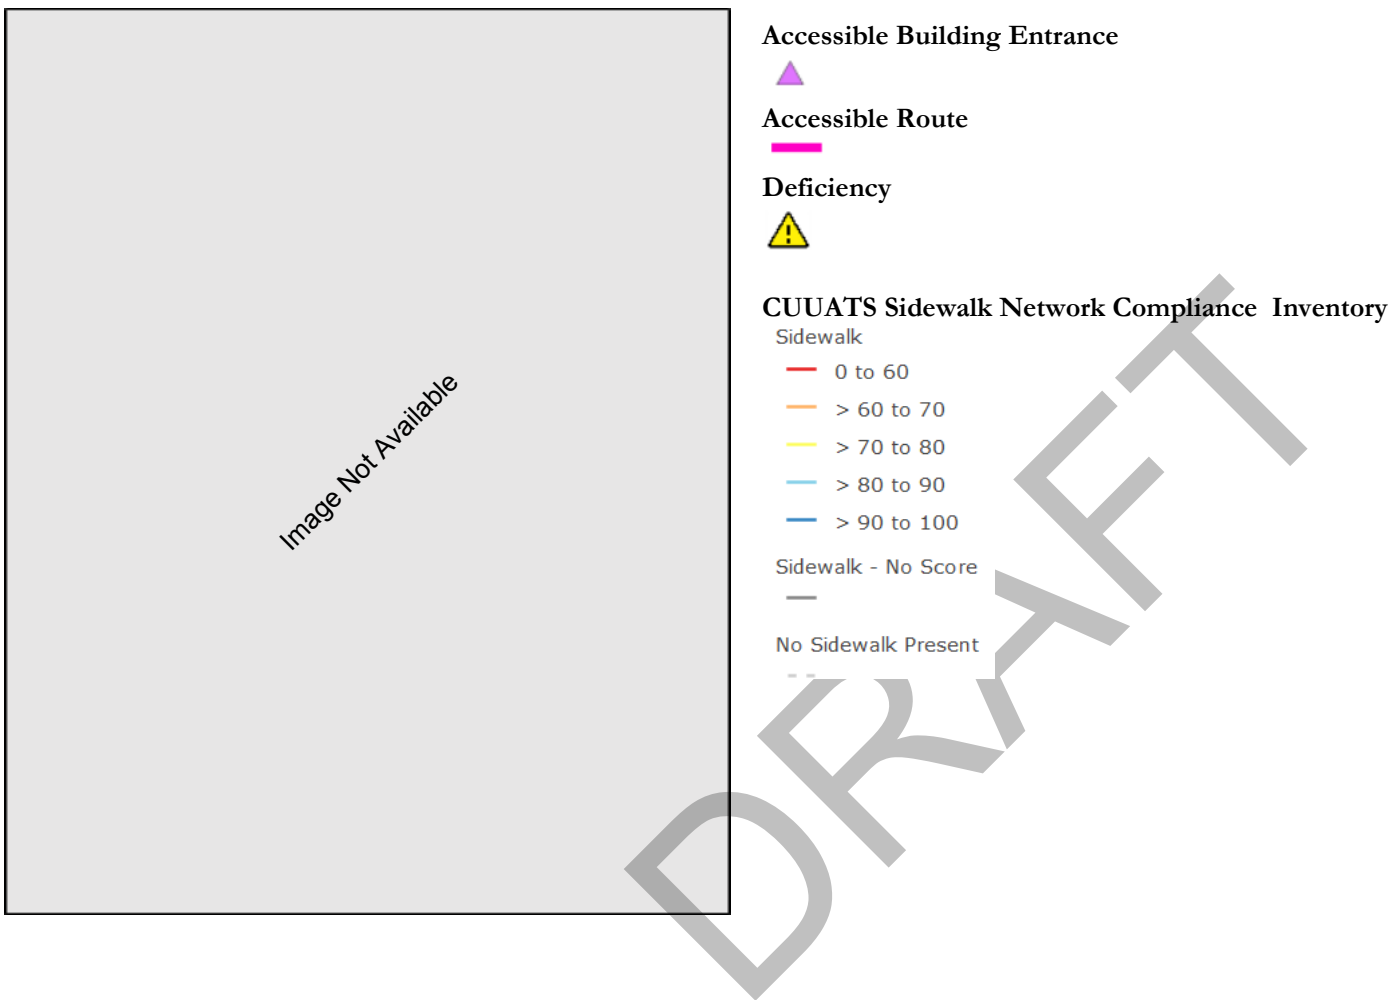 Image Not Available
Accessible Building Entrance
Accessible Route
Deficiency
CUUATS Sidewalk Network Compliance Inventory
Sidewalk
0 to 60
> 60 to 70
> 70 to 80
> 80 to 90
> 90 to 100
Sidewalk - No Score
No Sidewalk Present
DRAFT